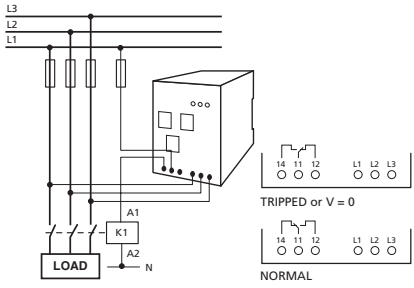 L3
L2
L1
14 11 12 L1 L2 L3
TRIPPED or V = 0
A1
K1
14 11 12 L1 L2 L3
A2
LOAD
N
NORMAL